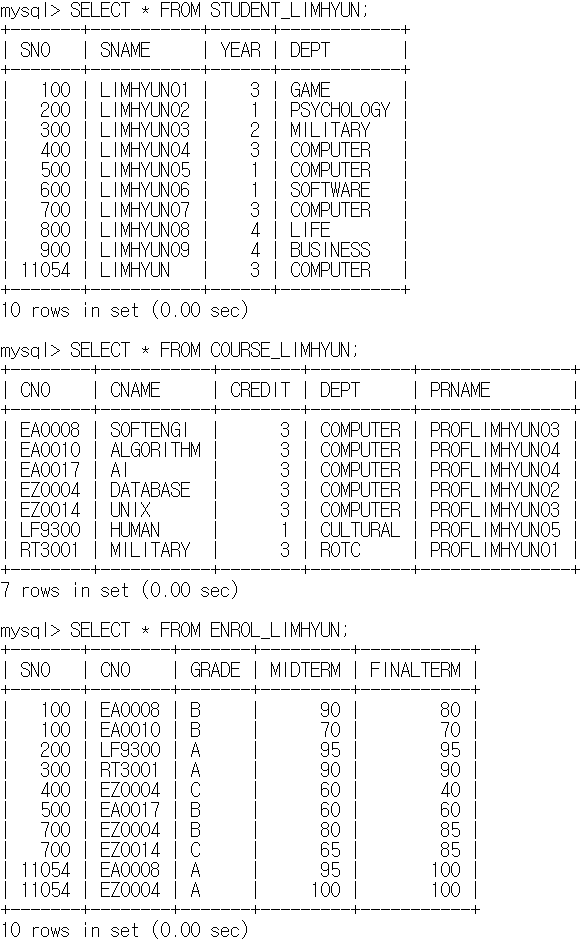 mysql> SELECT * FROM STUDENT_LIMHYUN;
+-------+-----------+------+------------+
| SNO   | SNAME     | YEAR | DEPT       |
+-------+-----------+------+------------+
|   100 | LIMHYUN01 |    3 | GAME       |
|   200 | LIMHYUN02 |    1 | PSYCHOLOGY |
|   300 | LIMHYUN03 |    2 | MILITARY   |
|   400 | LIMHYUN04 |    3 | COMPUTER   |
|   500 | LIMHYUN05 |    1 | COMPUTER   |
|   600 | LIMHYUN06 |    1 | SOFTWARE   |
|   700 | LIMHYUN07 |    3 | COMPUTER   |
|   800 | LIMHYUN08 |    4 | LIFE       |
|   900 | LIMHYUN09 |    4 | BUSINESS   |
| 11054 | LIMHYUN   |    3 | COMPUTER   |
+-------+-----------+------+------------+
10 rows in set (0.00 sec)
mysql> SELECT * FROM COURSE_LIMHYUN;
+--------+-----------+--------+----------+---------------+
| CNO    | CNAME     | CREDIT | DEPT     | PRNAME        |
+--------+-----------+--------+----------+---------------+
| EA0008 | SOFTENGI  |      3 | COMPUTER | PROFLIMHYUN03 |
| EA0010 | ALGORITHM |      3 | COMPUTER | PROFLIMHYUN04 |
| EA0017 | AI        |      3 | COMPUTER | PROFLIMHYUN04 |
| EZ0004 | DATABASE  |      3 | COMPUTER | PROFLIMHYUN02 |
| EZ0014 | UNIX      |      3 | COMPUTER | PROFLIMHYUN03 |
| LF9300 | HUMAN     |      1 | CULTURAL | PROFLIMHYUN05 |
| RT3001 | MILITARY  |      3 | ROTC     | PROFLIMHYUN01 |
+--------+-----------+--------+----------+---------------+
7 rows in set (0.00 sec)
mysql> SELECT * FROM ENROL_LIMHYUN;
+-------+--------+-------+---------+-----------+
| SNO   | CNO    | GRADE | MIDTERM | FINALTERM |
+-------+--------+-------+---------+-----------+
|   100 | EA0008 | B     |      90 |        80 |
|   100 | EA0010 | B     |      70 |        70 |
|   200 | LF9300 | A     |      95 |        95 |
|   300 | RT3001 | A     |      90 |        90 |
|   400 | EZ0004 | C     |      60 |        40 |
|   500 | EA0017 | B     |      60 |        60 |
|   700 | EZ0004 | B     |      80 |        85 |
|   700 | EZ0014 | C     |      65 |        85 |
| 11054 | EA0008 | A     |      95 |       100 |
| 11054 | EZ0004 | A     |     100 |       100 |
+-------+--------+-------+---------+-----------+
10 rows in set (0.00 sec)